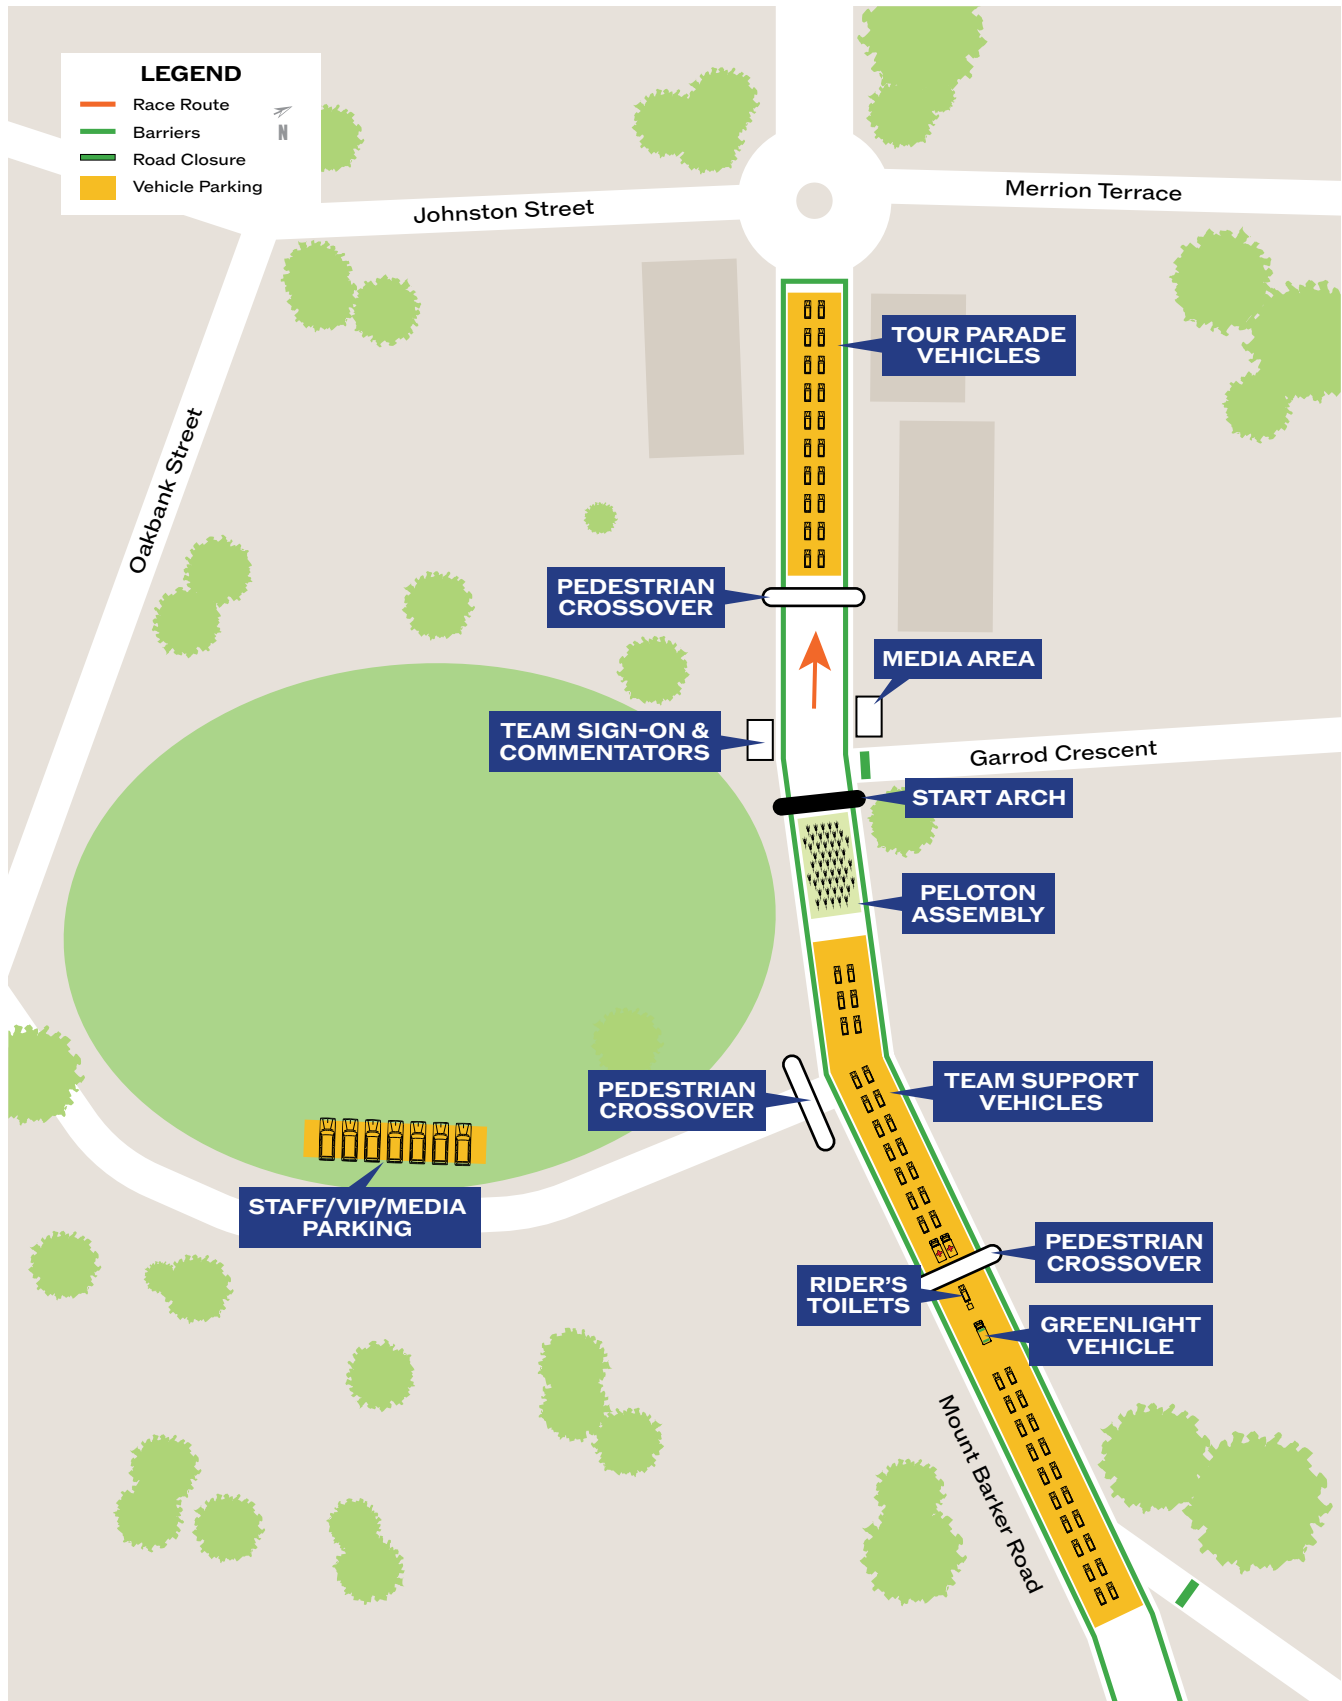 LEGEND
Race Route
Barriers
N
Road Closure
Vehicle Parking
Johnston Street
Merrion Terrace
TOUR PARADE
VEHICLES
Oakbank Street
PEDESTRIAN
CROSSOVER
MEDIA AREA
TEAM SIGN-ON &
COMMENTATORS
Garrod Crescent
START ARCH
PELOTON
ASSEMBLY
TEAM SUPPORT
VEHICLES
PEDESTRIAN
CROSSOVER
STAFF/VIP/MEDIA
PARKING
PEDESTRIAN
CROSSOVER
RIDER'S
TOILETS
GREENLIGHT
VEHICLE
Mount Barker Road